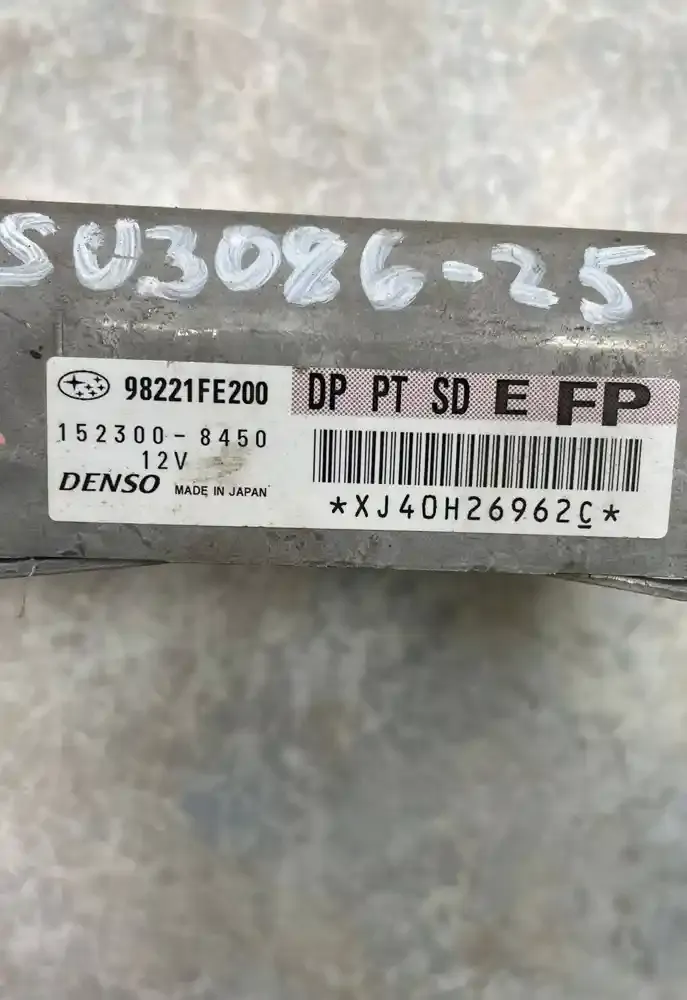 SU3086-25
98221FE200 DP PT SD E FP
152300-8450
12V
DENSO MADE IN JAPAN
*XJ40H26962C*